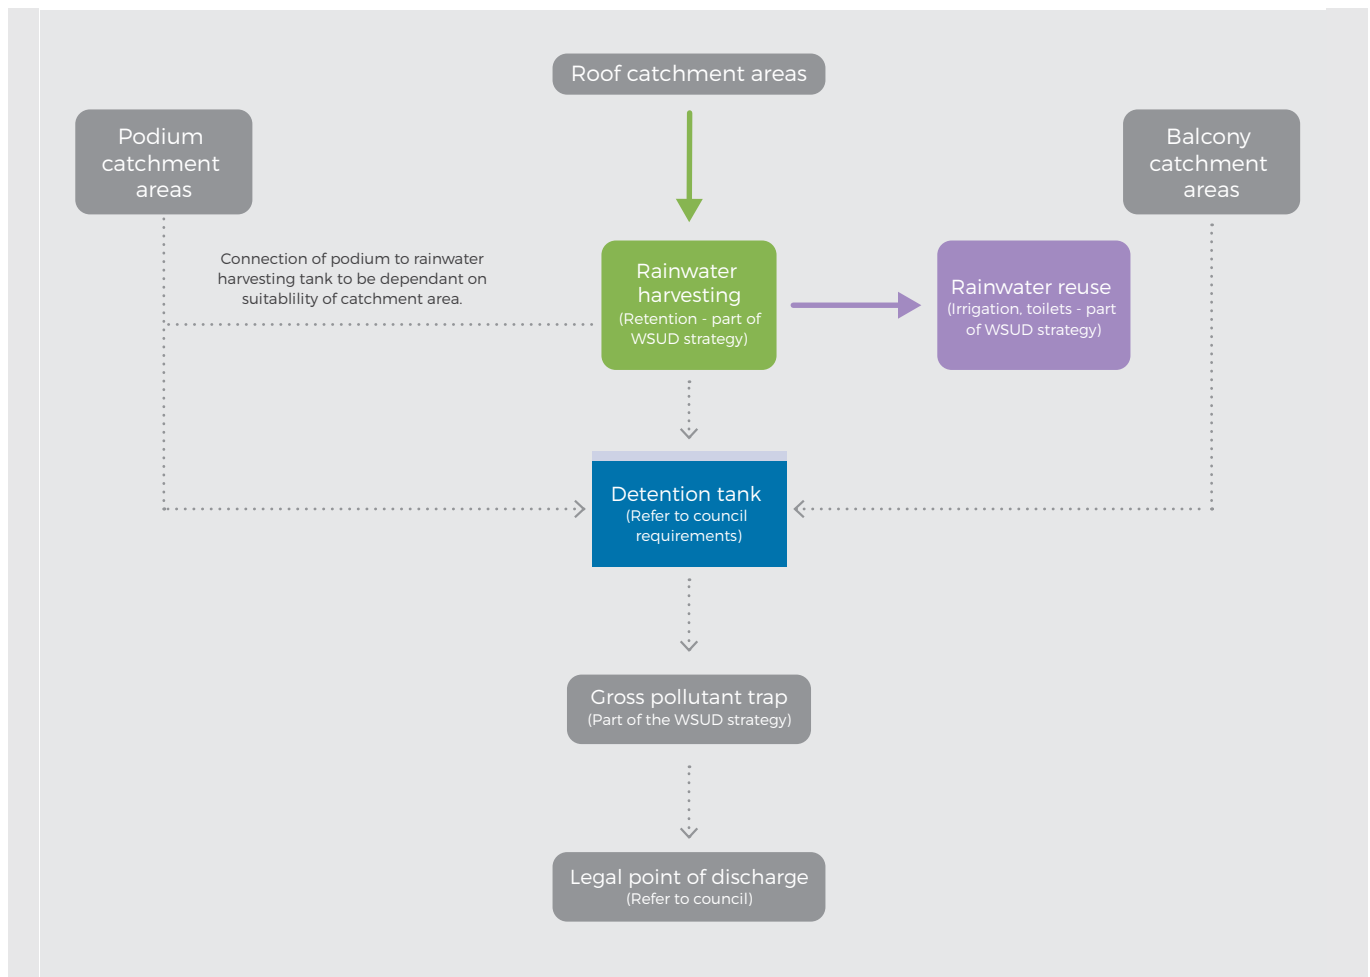 Roof catchment areas
Podium
catchment
areas
Balcony
catchment
areas
Connection of podium to rainwater
harvesting tank to be dependant on
suitablility of catchment area.
Rainwater
harvesting
(Retention - part of
WSUD strategy)
Rainwater reuse
(Irrigation, toilets - part
of WSUD strategy)
Detention tank
(Refer to council
requirements)
Gross pollutant trap
(Part of the WSUD strategy)
Legal point of discharge
(Refer to council)